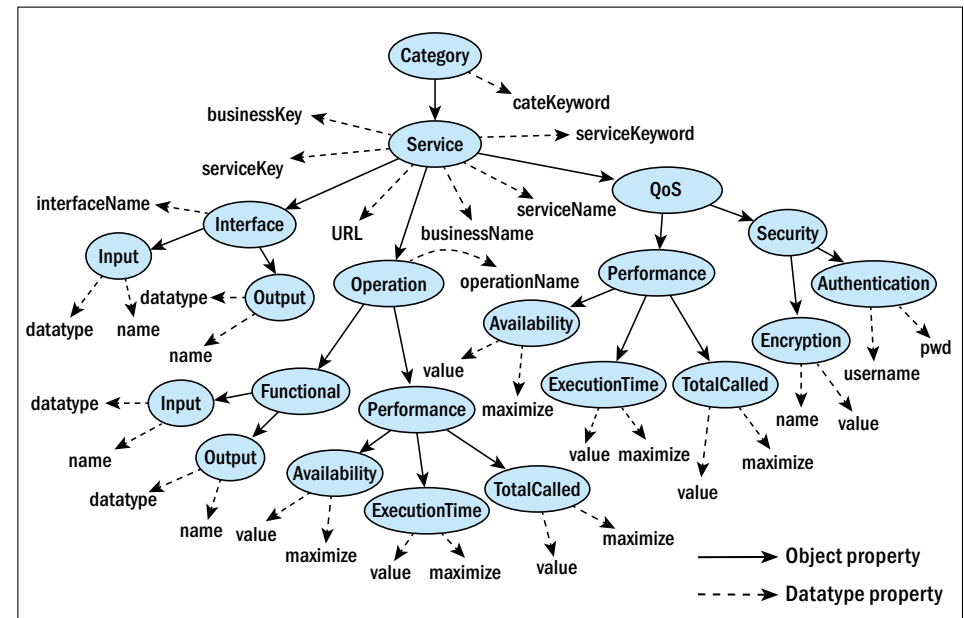 Category
cateKeyword
businessKey
serviceKeyword
Service
serviceKey
QoS
interfaceName
serviceName
Interface
URL
businessName
Security
Input
Performance
operationName
Operation
Authentication
datatype
Output
Availability
datatype
name
Encryption
pwd
name
value
username
Functional
ExecutionTime
TotalCalled
datatype
Input
Performance
maximize
name
value
name
value
maximize
maximize
Output
Availability
value
datatype
TotalCalled
name
value
ExecutionTime
maximize
maximize
Object property
value
maximize
value
Datatype property